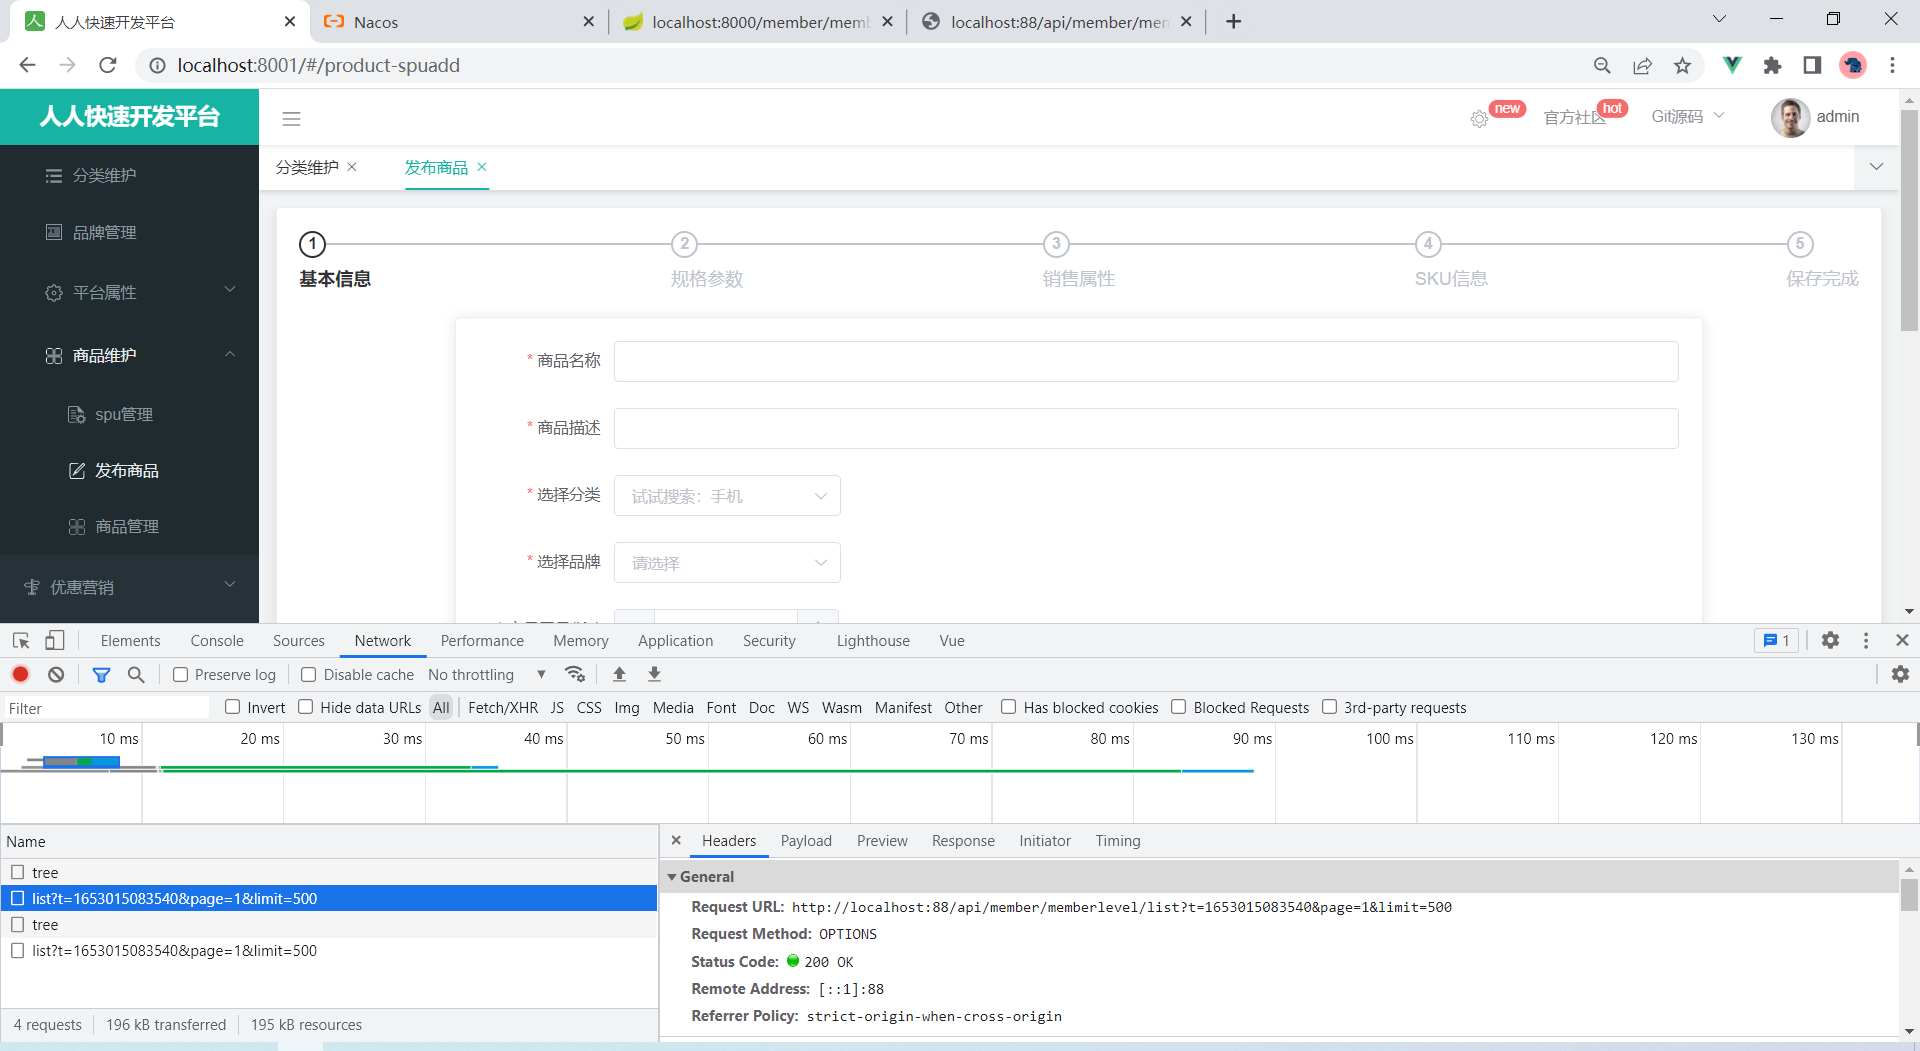 人人快速开发平台
Nacos
localhost:8000/member/memb
localhost:88/api/member/mem
localhost:8001/#/product-spuadd
人人快速开发平台
new
官方社区
hot
Git源码
admin
分类维护
发布商品
分类维护
品牌管理
平台属性
商品维护
spu管理
发布商品
商品管理
优惠营销
1
2
3
4
5
基本信息
规格参数
销售属性
SKU信息
保存完成
* 商品名称
* 商品描述
* 选择分类
试试搜索：手机
* 选择品牌
请选择
Elements
Console
Sources
Network
Performance
Memory
Application
Security
Lighthouse
Vue
1
Preserve log
Disable cache
No throttling
Filter
Invert
Hide data URLs
All
Fetch/XHR
JS
CSS
Img
Media
Font
Doc
WS
Wasm
Manifest
Other
Has blocked cookies
Blocked Requests
3rd-party requests
10 ms
20 ms
30 ms
40 ms
50 ms
60 ms
70 ms
80 ms
90 ms
100 ms
110 ms
120 ms
130 ms
Name
tree
list?t=1653015083540&page=1&limit=500
tree
list?t=1653015083540&page=1&limit=500
4 requests
196 kB transferred
195 kB resources
Headers
Payload
Preview
Response
Initiator
Timing
General
Request URL: http://localhost:88/api/member/memberlevel/list?t=1653015083540&page=1&limit=500
Request Method: OPTIONS
Status Code: 200 OK
Remote Address: [::1]:88
Referrer Policy: strict-origin-when-cross-origin